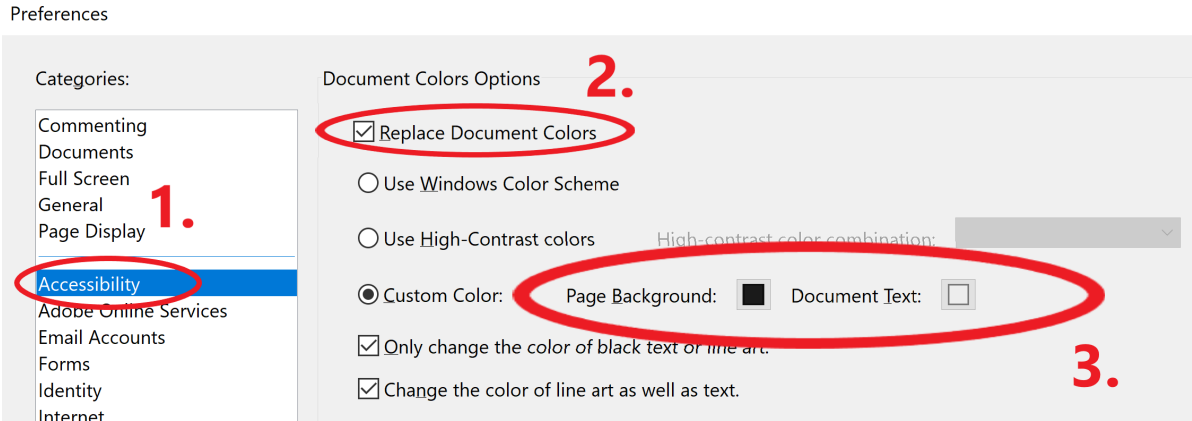 Preferences
Categories:
Document Colors Options
2.
Commenting
Documents
Full Screen
General
Page Display
1.
Accessibility
Adobe Online Services
Email Accounts
Forms
Identity
Internet
Replace Document Colors
Use Windows Color Scheme
Use High-Contrast colors High-contrast color combination:
Custom Color: Page Background: Document Text:
Only change the color of black text or line art.
3.
Change the color of line art as well as text.